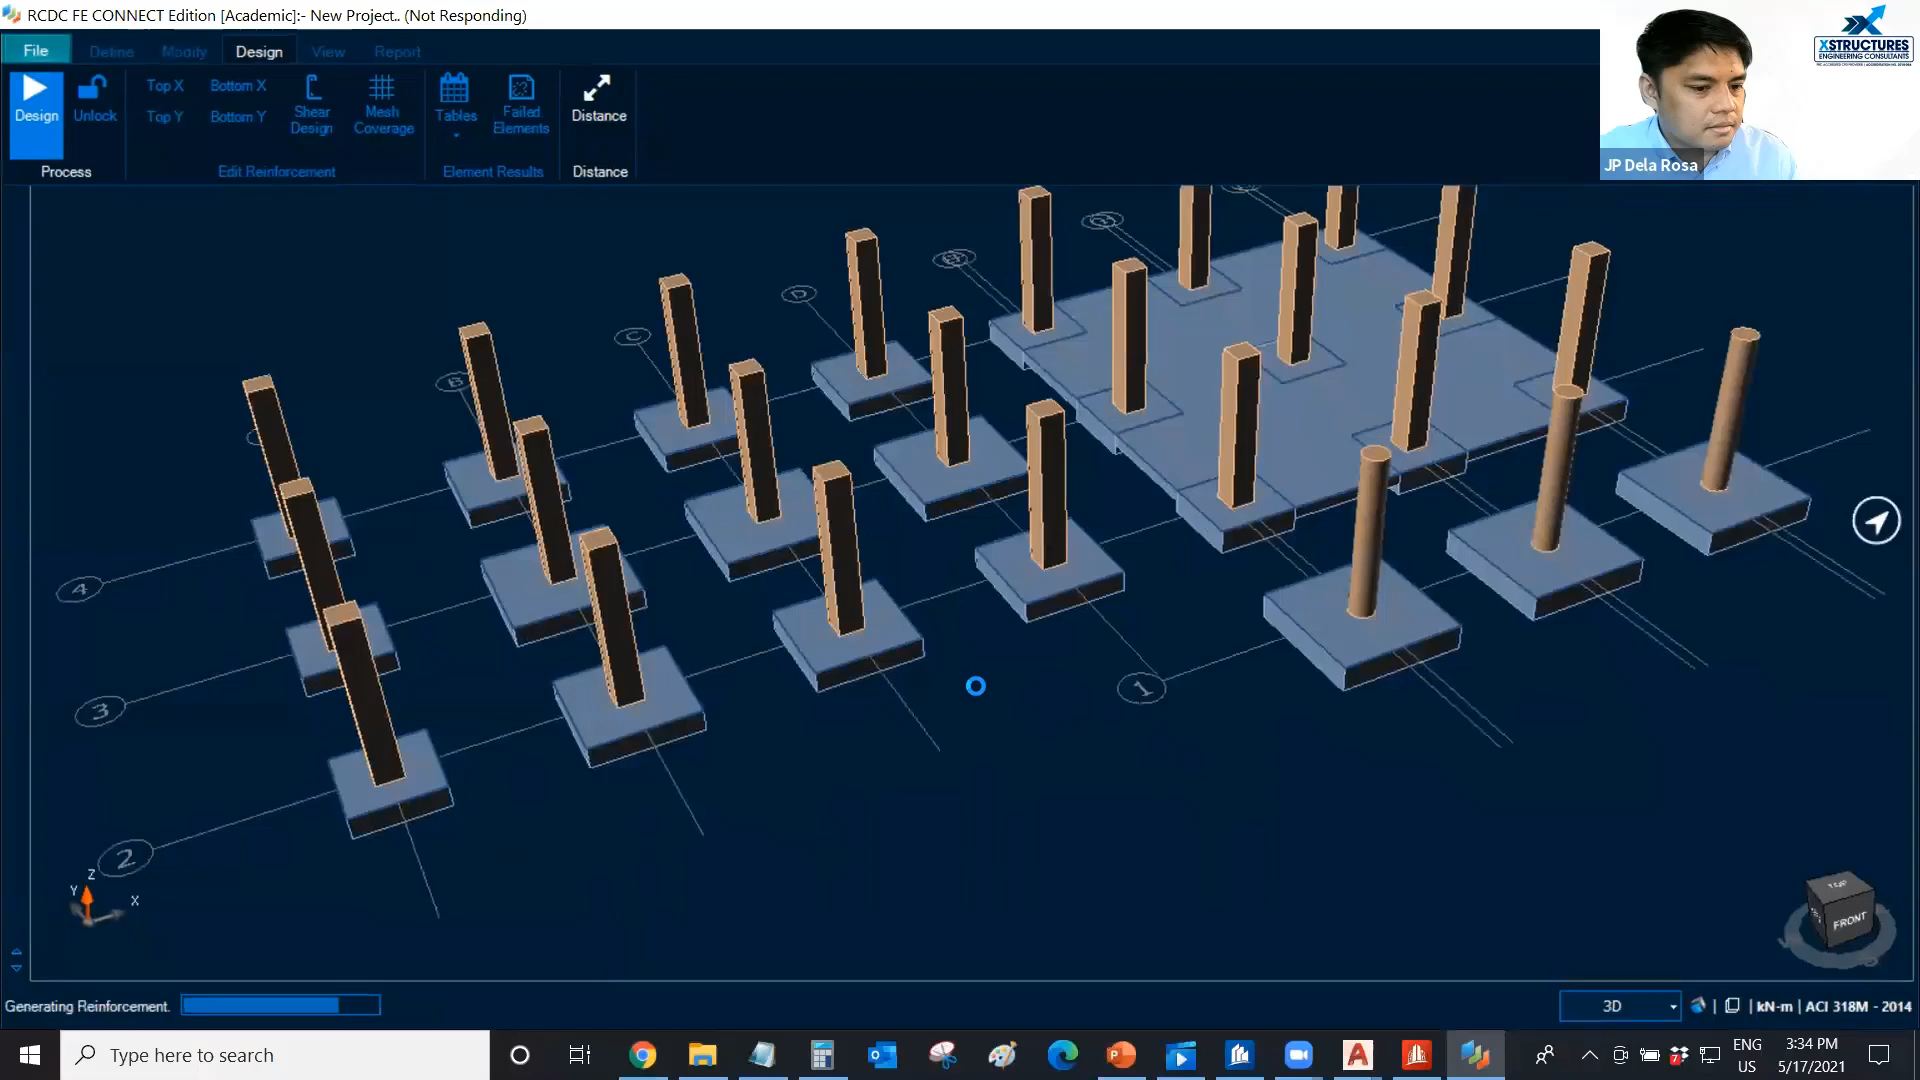 RCDC FE CONNECT Edition [Academic]:- New Project.. (Not Responding)
File Define Modify Design View Report
Design Unlock
Top X Bottom X
Top Y Bottom Y
Shear Design
Mesh Coverage
Tables
Failed Elements
Distance
Process Edit Reinforcement Element Results Distance
XSTRUCTURES
ENGINEERING CONSULTANTS
JP Dela Rosa
B C D
4
3
2
1
Z
Y
X
TOP
FRONT
Generating Reinforcement.
3D
kN-m | ACI 318M - 2014
Type here to search
7
ENG
US
3:34 PM
5/17/2021